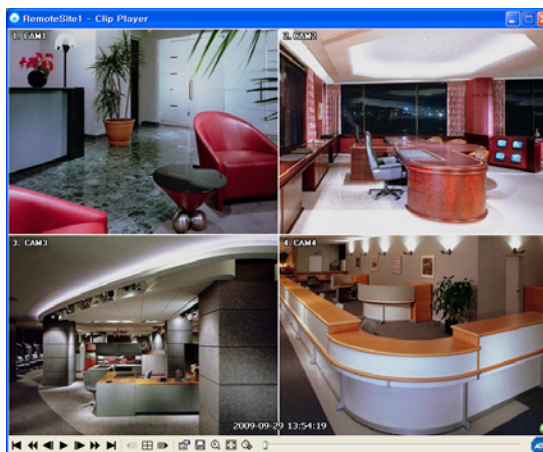 RemoteSite1 - Clip Player
1. CAM1
2. CAM2
3. CAM3
4. CAM4
2009-09-29 13:54:19